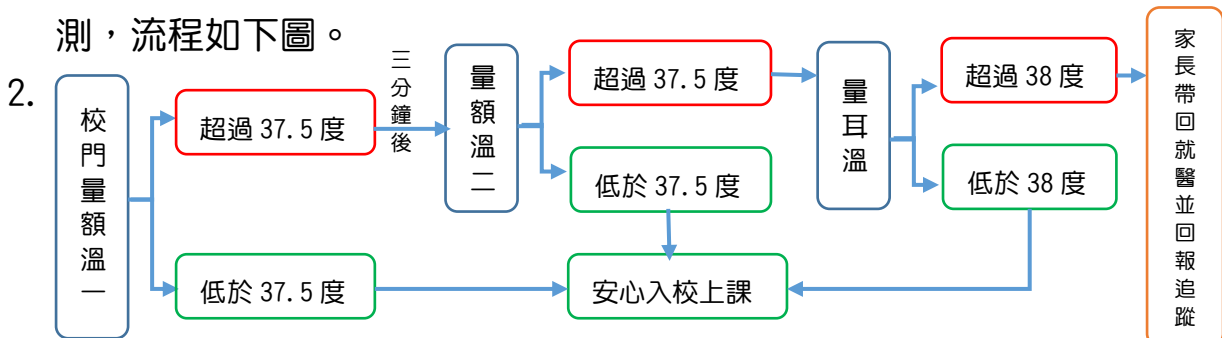 測,流程如下圖。
2.
校門量額溫一
超過 37.5 度
三分鐘後
量額溫二
超過 37.5 度
量耳溫
超過 38 度
家長帶回就醫並回報追蹤
低於 37.5 度
低於 38 度
低於 37.5 度
安心入校上課